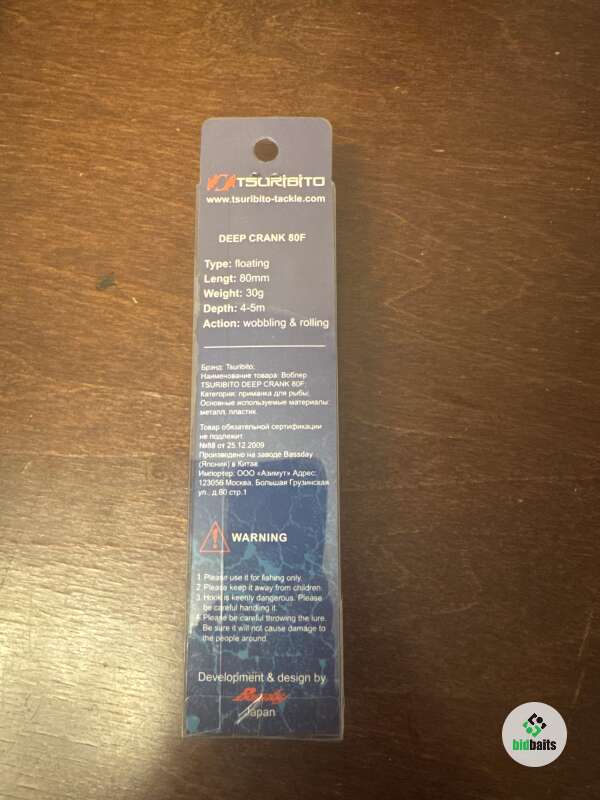 TSURIBITO
www.tsuribito-tackle.com
DEEP CRANK 80F
Type: floating
Lengt: 80mm
Weight: 30g
Depth: 4-5m
Action: wobbling & rolling
Брэнд: Tsuribito.
Наименование товара: Воблер
TSURIBITO DEEP CRANK 80F;
Категория: приманка для рыбы;
Основные используемые материалы:
металл, пластик.
Товар обязательной сертификации
не подлежит.
№88 от 25.12.2009
Произведено на заводе Bassday
(Япония) в Китае.
Импортер: ООО «Азимут» Адрес:
123056 Москва, Большая Грузинская
ул., д.60 стр.1
WARNING
1. Please use it for fishing only.
2. Please keep it away from children.
3. Hook is keenly dangerous. Please
be careful handling it.
4. Please be careful throwing the lure.
Be sure it will not cause damage to
the people around.
Development & design by
Bassday
Japan
bidbaits